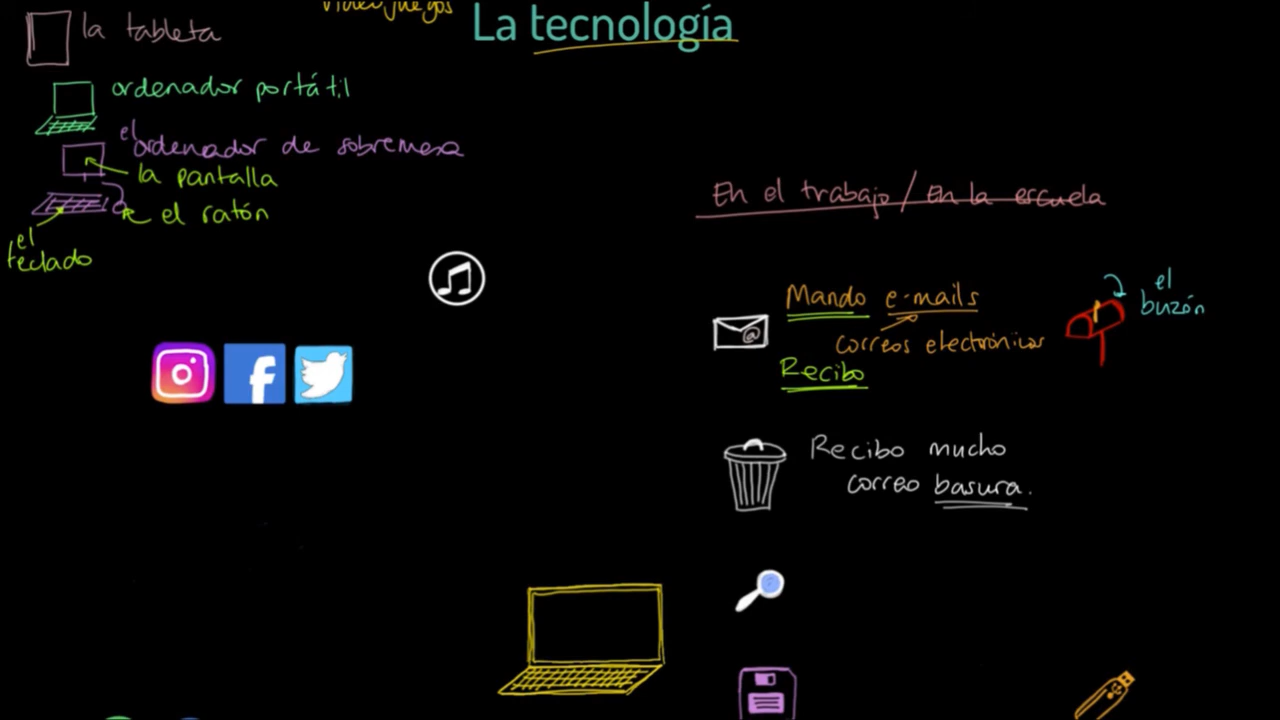 videojuegos
La tecnología
la tableta
ordenador portátil
el ordenador de sobremesa
la pantalla
el ratón
el
teclado
En el trabajo / En la escuela
Mando e-mails
correos electrónicos
Recibo
el
buzón
Recibo mucho
correo basura.